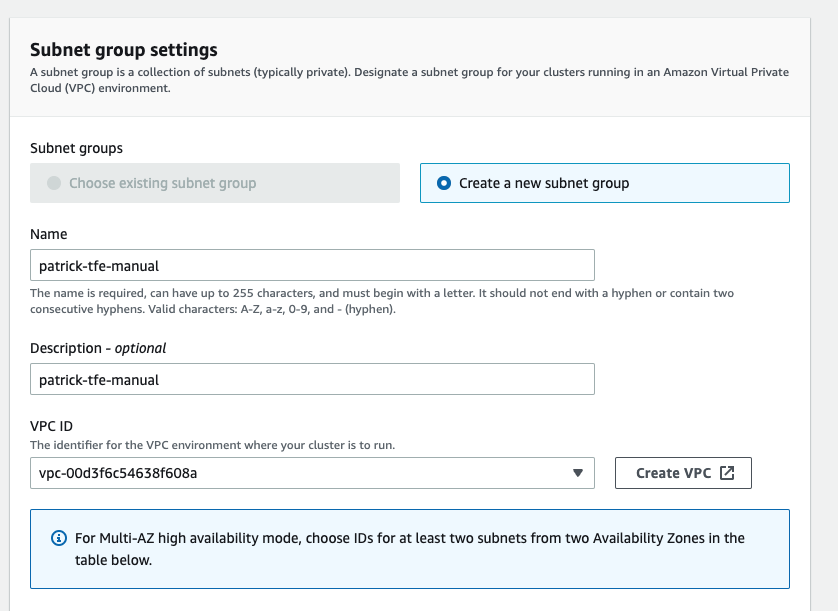 Subnet group settings
A subnet group is a collection of subnets (typically private). Designate a subnet group for your clusters running in an Amazon Virtual Private
Cloud (VPC) environment.
Subnet groups
Choose existing subnet group
Create a new subnet group
Name
patrick-tfe-manual
The name is required, can have up to 255 characters, and must begin with a letter. It should not end with a hyphen or contain two
consecutive hyphens. Valid characters: A-Z, a-z, 0-9, and - (hyphen).
Description - optional
patrick-tfe-manual
VPC ID
The identifier for the VPC environment where your cluster is to run.
vpc-00d3f6c54638f608a
Create VPC
For Multi-AZ high availability mode, choose IDs for at least two subnets from two Availability Zones in the
table below.